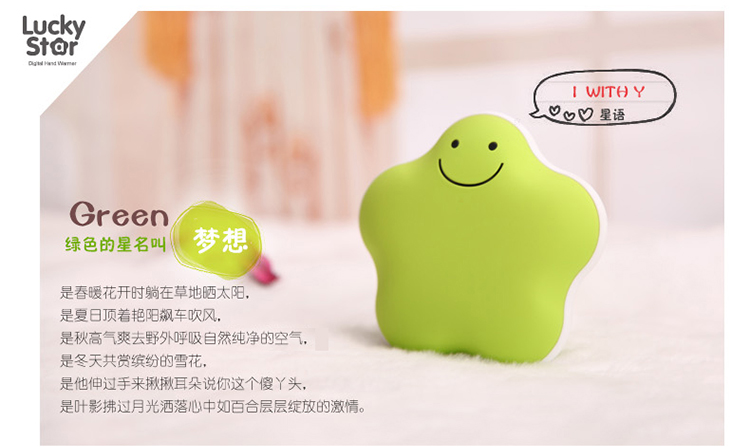 Lucky
Star
Digital Hand Warmer
I WITH Y
星语
Green
绿色的星名叫
梦想
是春暖花开时躺在草地晒太阳,
是夏日顶着艳阳飙车吹风,
是秋高气爽去野外呼吸自然纯净的空气,
是冬天共赏缤纷的雪花,
是他伸过手来揪揪耳朵说你这个傻丫头,
是叶影拂过月光洒落心中如百合层层绽放的激情。